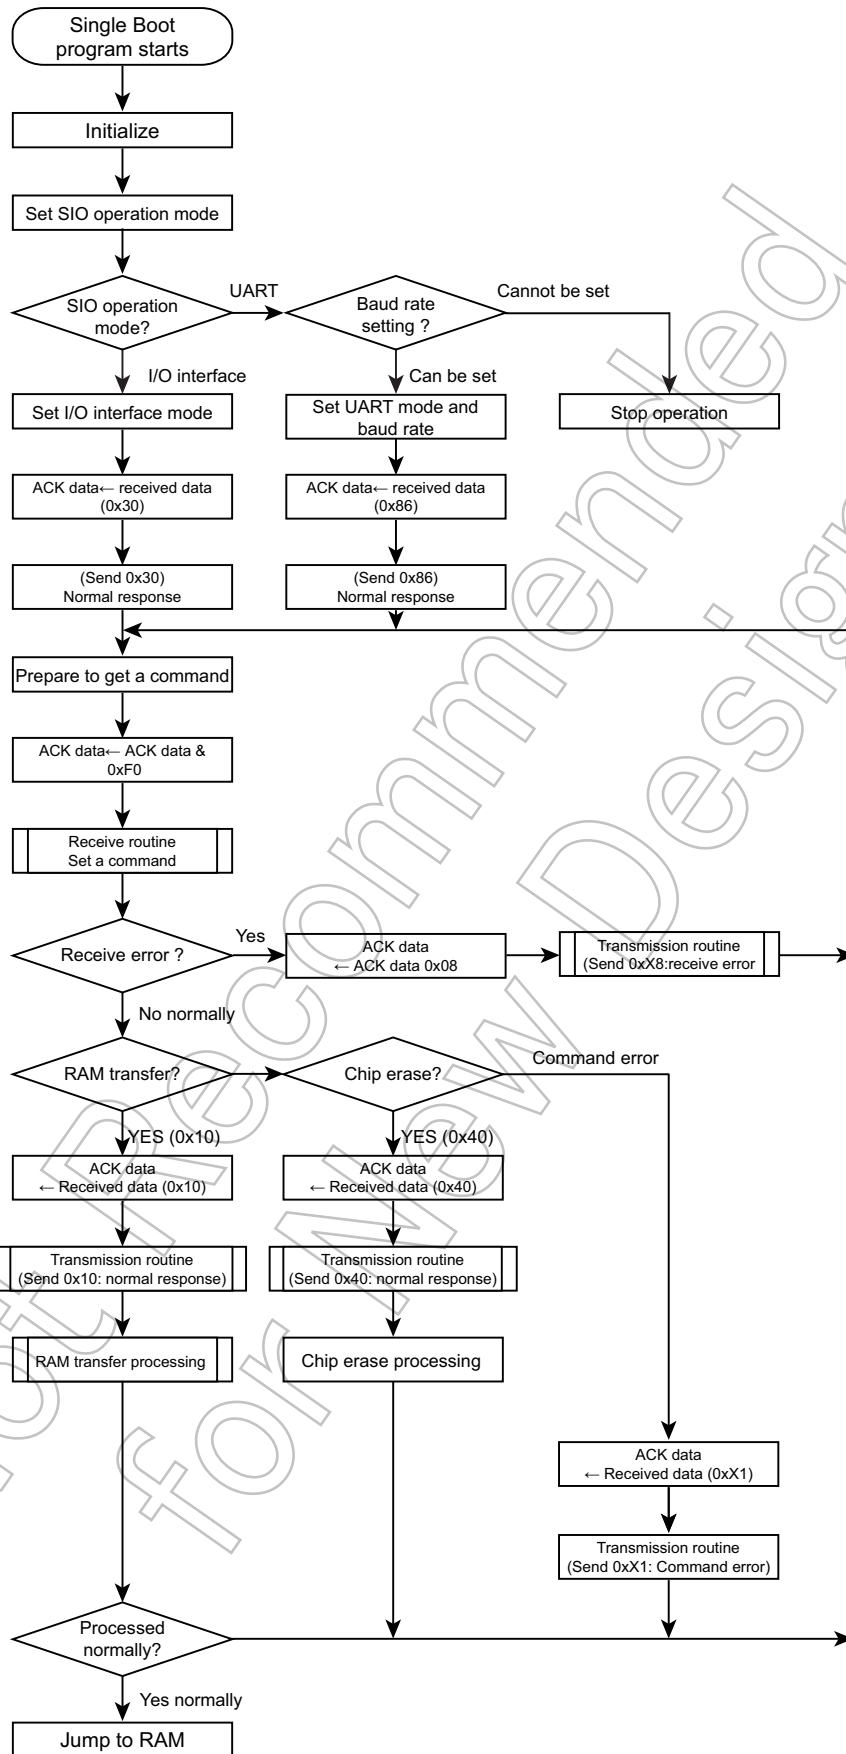 Single Boot
program starts
Initialize
Set SIO operation mode
SIO operation
mode?
UART
Baud rate
setting ?
Cannot be set
I/O interface
Can be set
Set I/O interface mode
Set UART mode and
baud rate
Stop operation
ACK data← received data
(0x30)
ACK data← received data
(0x86)
(Send 0x30)
Normal response
(Send 0x86)
Normal response
Prepare to get a command
ACK data← ACK data &
0xF0
Receive routine
Set a command
Receive error ?
Yes
ACK data
← ACK data 0x08
Transmission routine
(Send 0xX8:receive error
No normally
RAM transfer?
Chip erase?
Command error
YES (0x10)
YES (0x40)
ACK data
← Received data (0x10)
ACK data
← Received data (0x40)
Transmission routine
(Send 0x10: normal response)
Transmission routine
(Send 0x40: normal response)
RAM transfer processing
Chip erase processing
ACK data
← Received data (0xX1)
Transmission routine
(Send 0xX1: Command error)
Processed
normally?
Yes normally
Jump to RAM
Not Recommended
for New Design